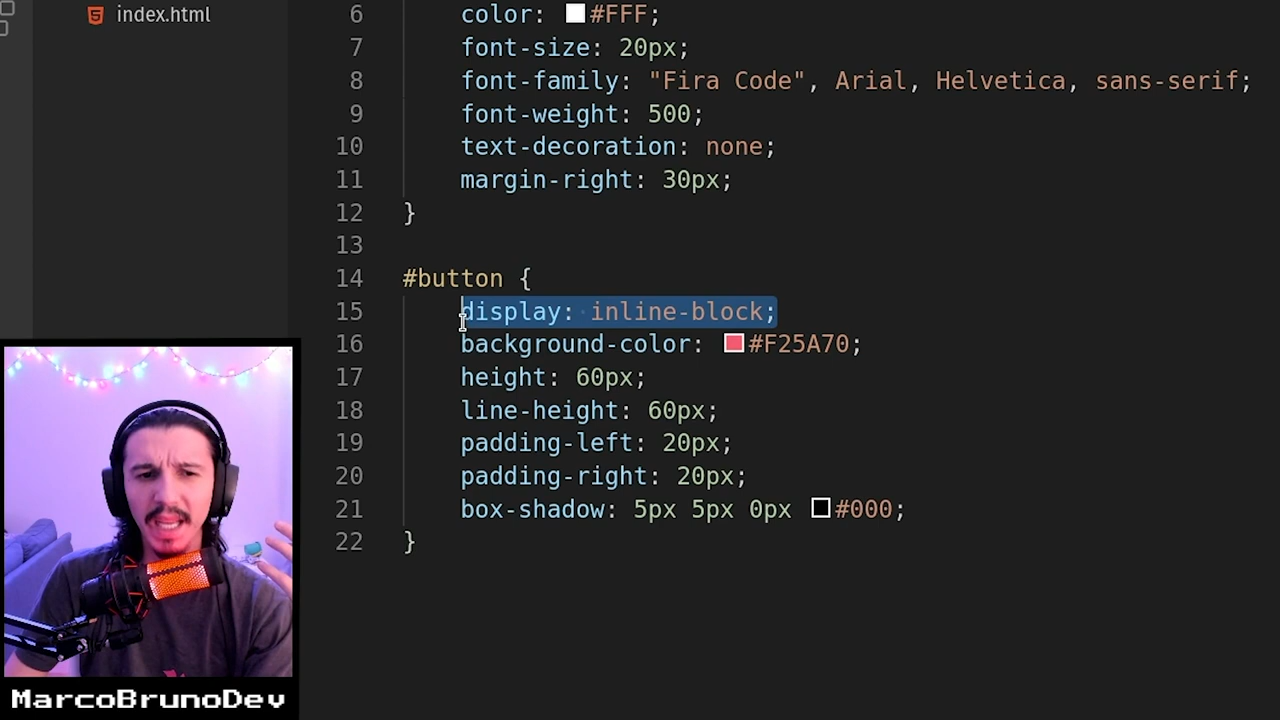 index.html
6 color: #FFF;
7 font-size: 20px;
8 font-family: "Fira Code", Arial, Helvetica, sans-serif;
9 font-weight: 500;
10 text-decoration: none;
11 margin-right: 30px;
12 }
13
14 #button {
15 display: inline-block;
16 background-color: #F25A70;
17 height: 60px;
18 line-height: 60px;
19 padding-left: 20px;
20 padding-right: 20px;
21 box-shadow: 5px 5px 0px #000;
22 }
MarcoBrunoDev